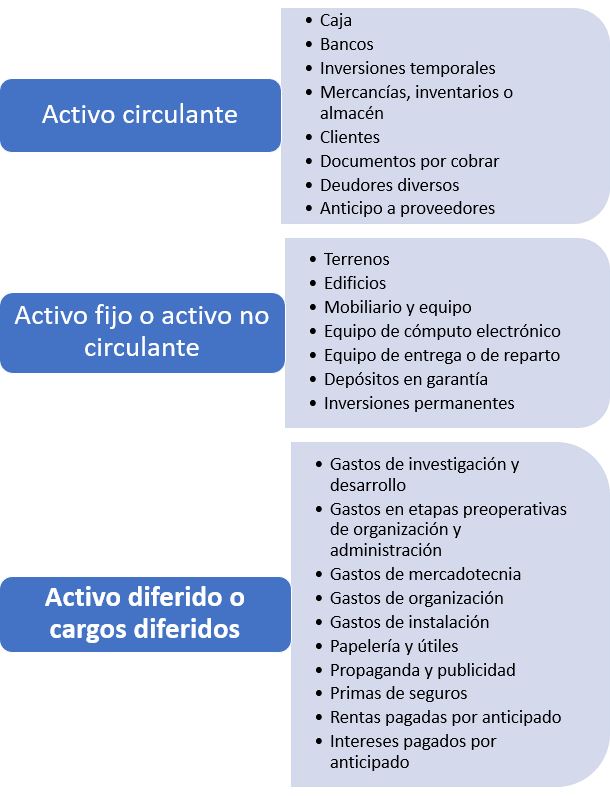 Activo circulante
• Caja
• Bancos
• Inversiones temporales
• Mercancías, inventarios o
almacén
• Clientes
• Documentos por cobrar
• Deudores diversos
• Anticipo a proveedores
Activo fijo o activo no
circulante
• Terrenos
• Edificios
• Mobiliario y equipo
• Equipo de cómputo electrónico
• Equipo de entrega o de reparto
• Depósitos en garantía
• Inversiones permanentes
Activo diferido o
cargos diferidos
• Gastos de investigación y
desarrollo
• Gastos en etapas preoperativas
de organización y
administración
• Gastos de mercadotecnia
• Gastos de organización
• Gastos de instalación
• Papelería y útiles
• Propaganda y publicidad
• Primas de seguros
• Rentas pagadas por anticipado
• Intereses pagados por
anticipado